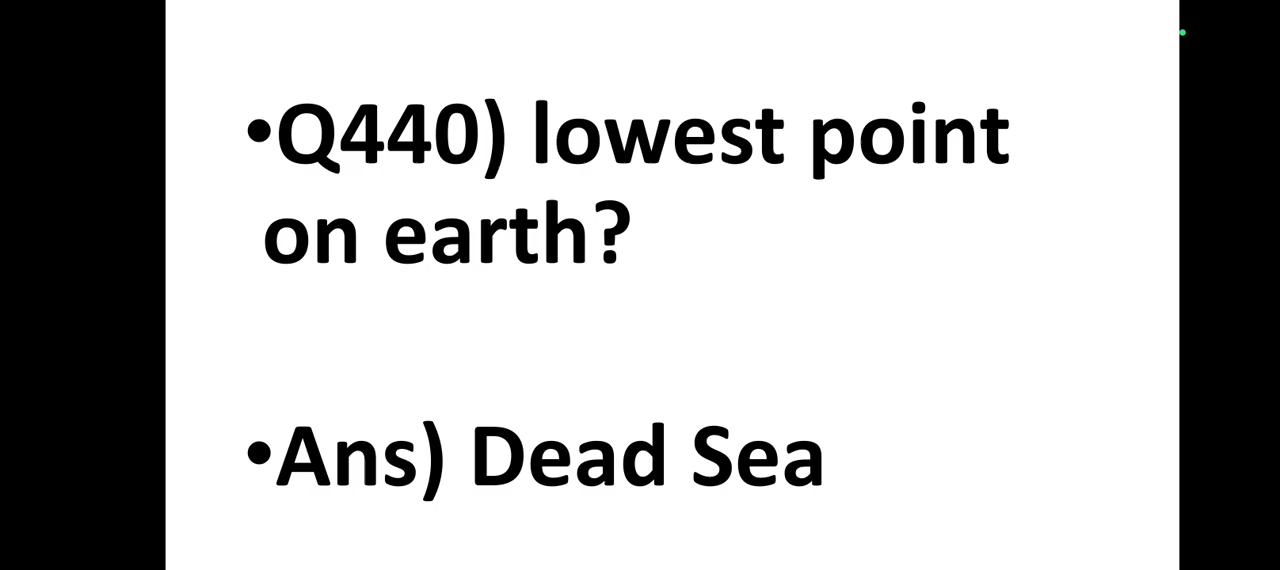 •Q440) lowest point
on earth?
•Ans) Dead Sea